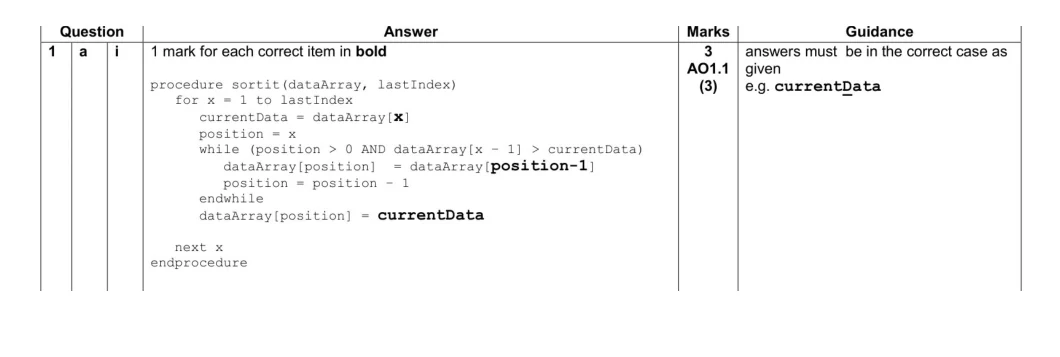 Question Answer Marks Guidance
1 a i 1 mark for each correct item in bold 3 answers must be in the correct case as
AO1.1 given
procedure sortit(dataArray, lastIndex) (3) e.g. currentData
for x = 1 to lastIndex
currentData = dataArray[x]
position = x
while (position > 0 AND dataArray[x - 1] > currentData)
dataArray[position] = dataArray[position-1]
position = position - 1
endwhile
dataArray[position] = currentData
next x
endprocedure